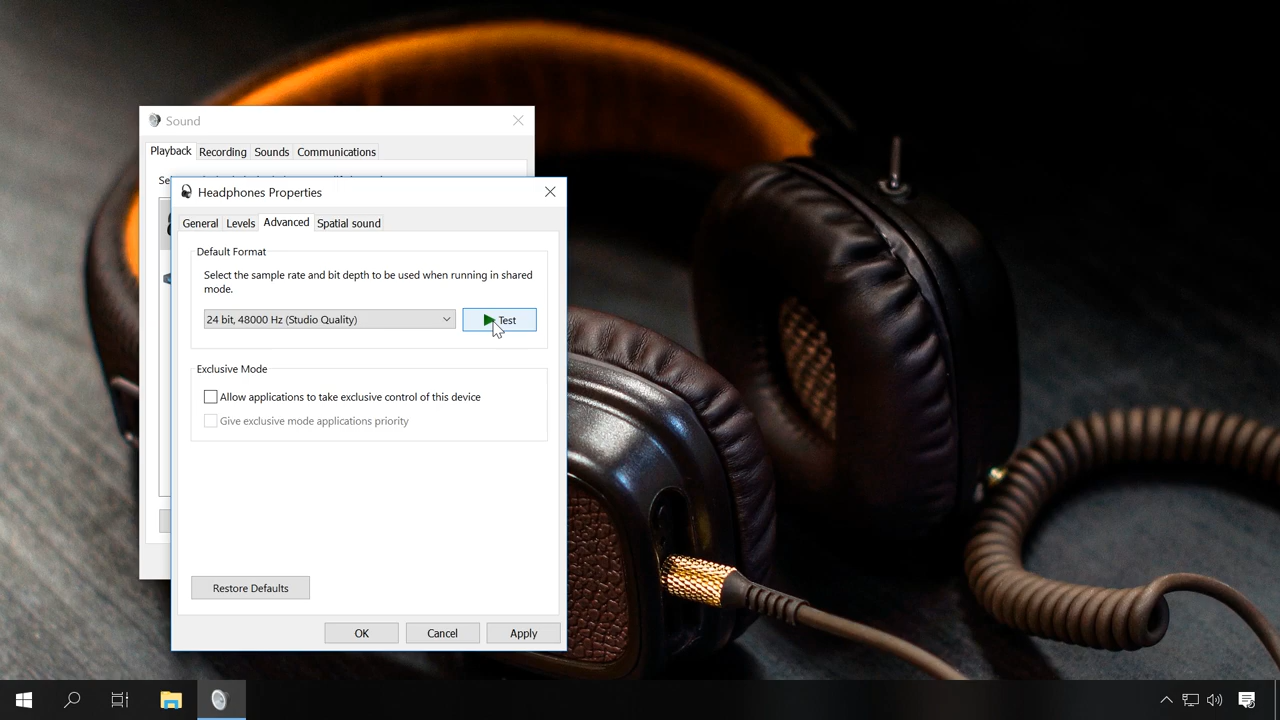 Sound
Playback Recording Sounds Communications
Headphones Properties
General Levels Advanced Spatial sound
Default Format
Select the sample rate and bit depth to be used when running in shared
mode.
24 bit, 48000 Hz (Studio Quality)
Test
Exclusive Mode
Allow applications to take exclusive control of this device
Give exclusive mode applications priority
Restore Defaults
OK Cancel Apply